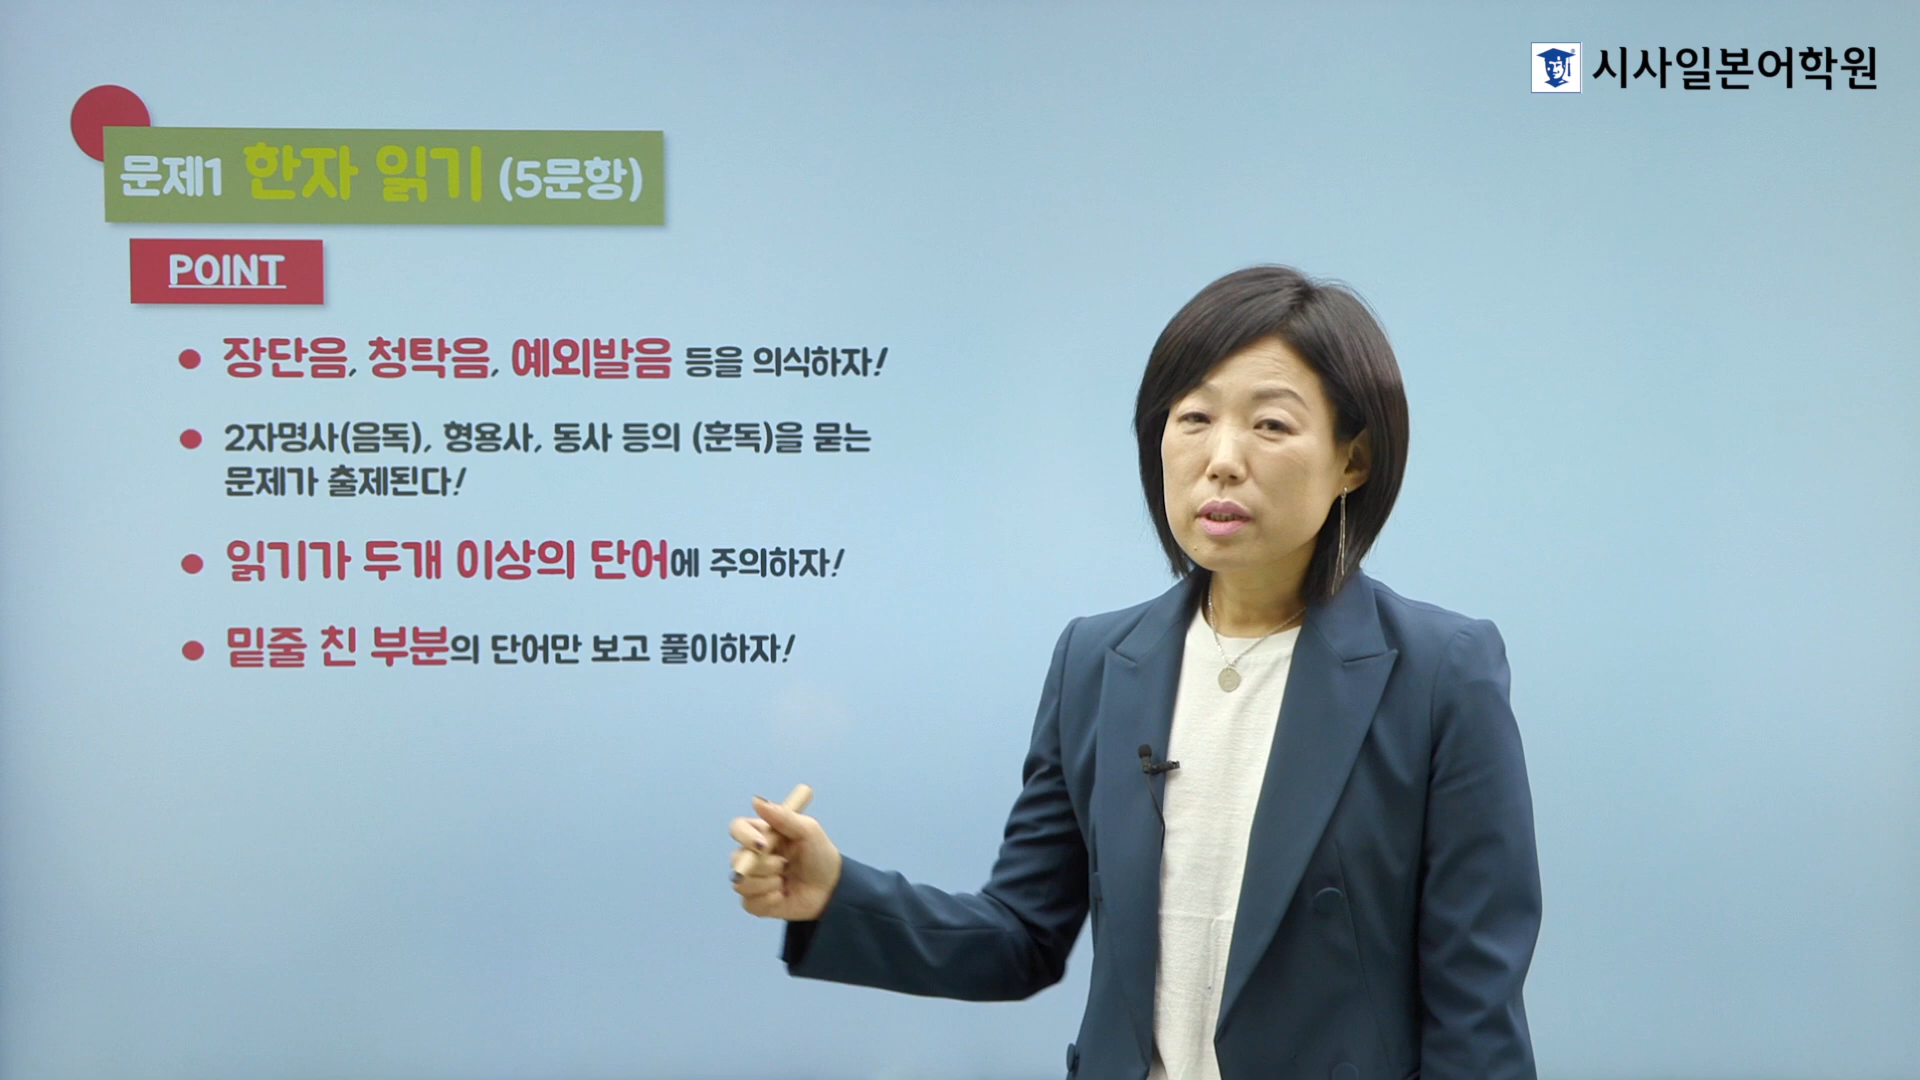 시사일본어학원
문제1 한자 읽기 (5문항)
POINT
• 장단음, 청탁음, 예외발음 등을 의식하자!
• 2자명사(음독), 형용사, 동사 등의 (훈독)을 묻는
문제가 출제된다!
• 읽기가 두개 이상의 단어에 주의하자!
• 밑줄 친 부분의 단어만 보고 풀이하자!